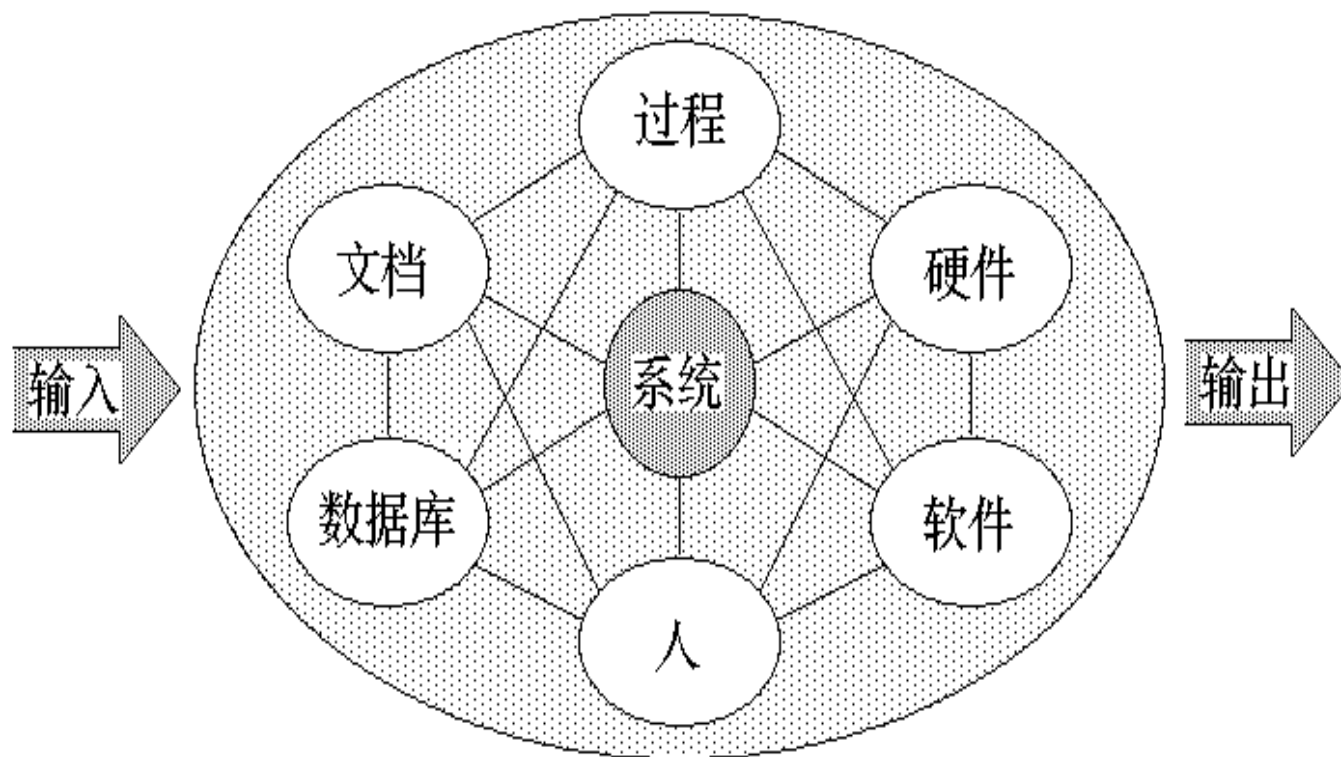 过程
文档
硬件
输入
系统
输出
数据库
软件
人